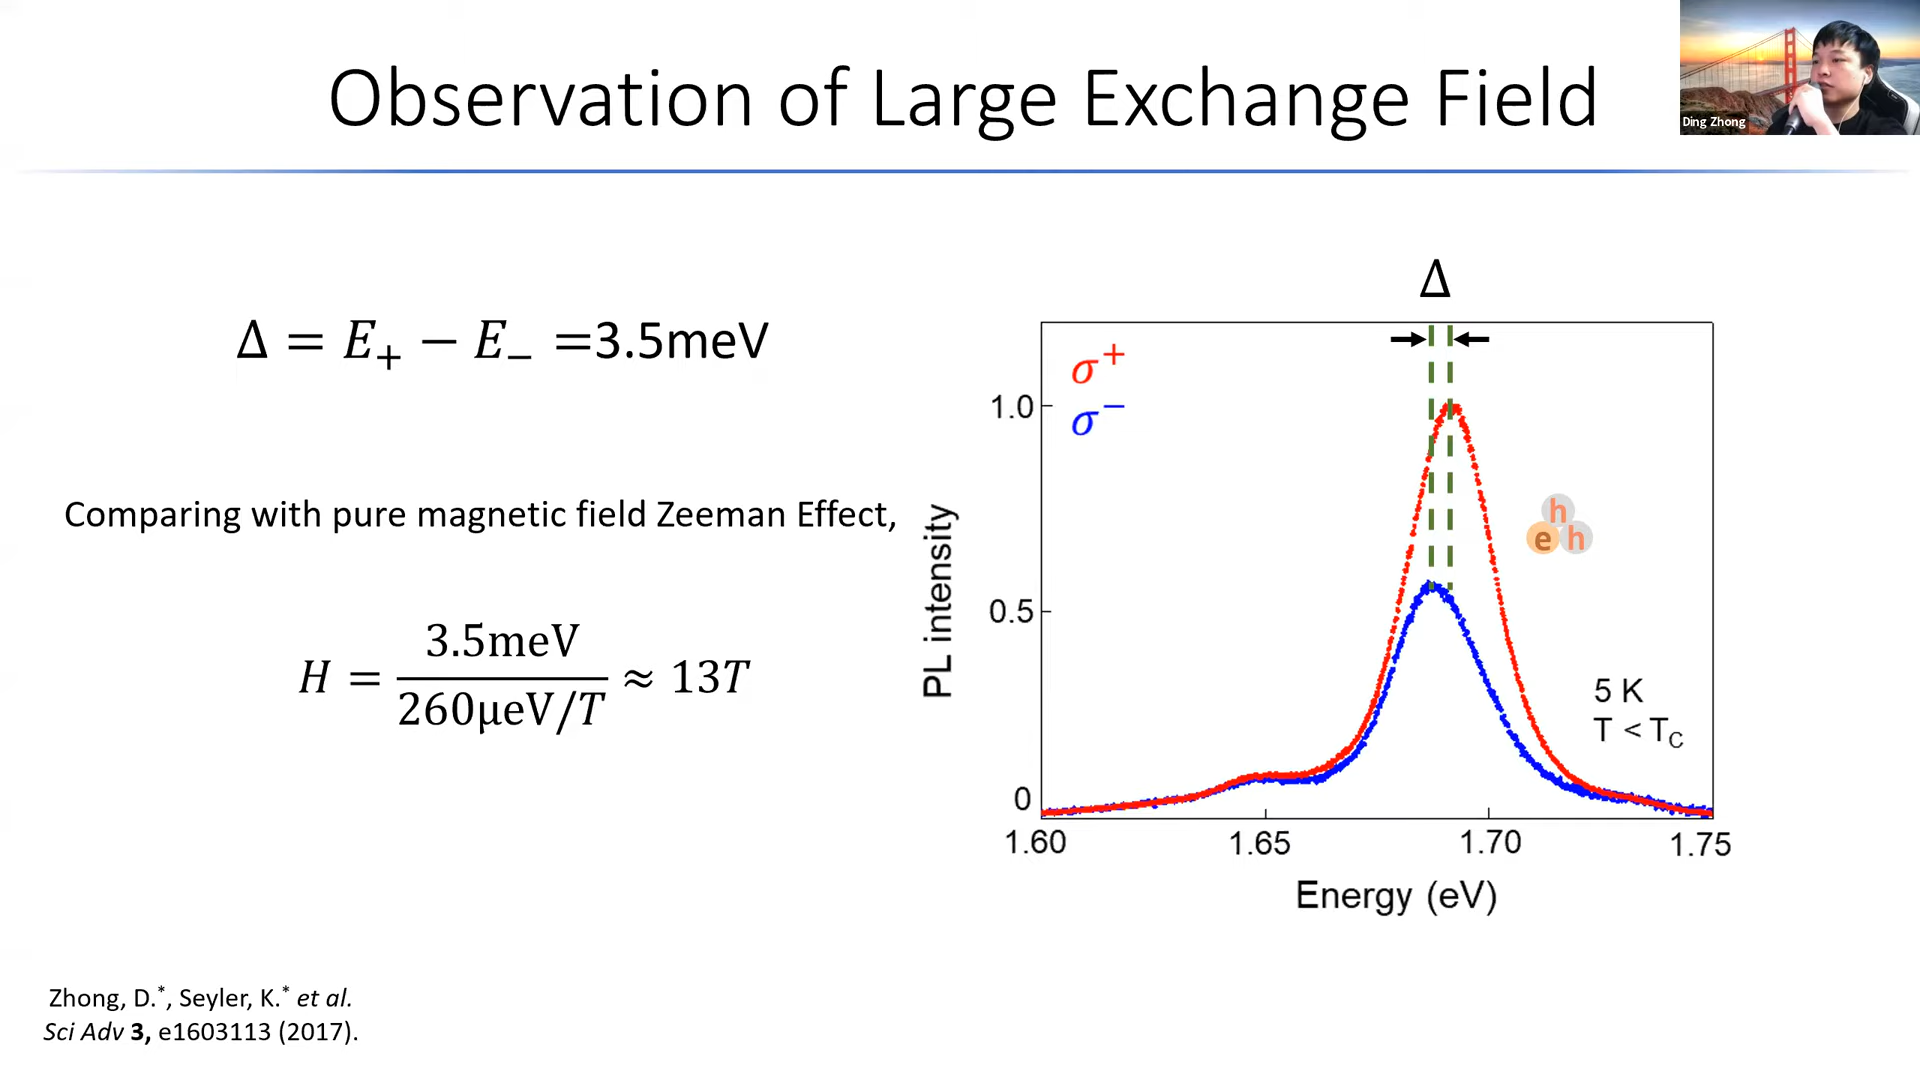 Observation of Large Exchange Field
Ding Zhong
Δ = E₊ − E₋ =3.5meV
Comparing with pure magnetic field Zeeman Effect,
H = 3.5meV / 260μeV/T ≈ 13T
Δ
σ⁺
σ⁻
1.0
0.5
0
PL intensity
h
e h
5 K
T < T_C
1.60 1.65 1.70 1.75
Energy (eV)
Zhong, D.*, Seyler, K.* et al.
Sci Adv 3, e1603113 (2017).